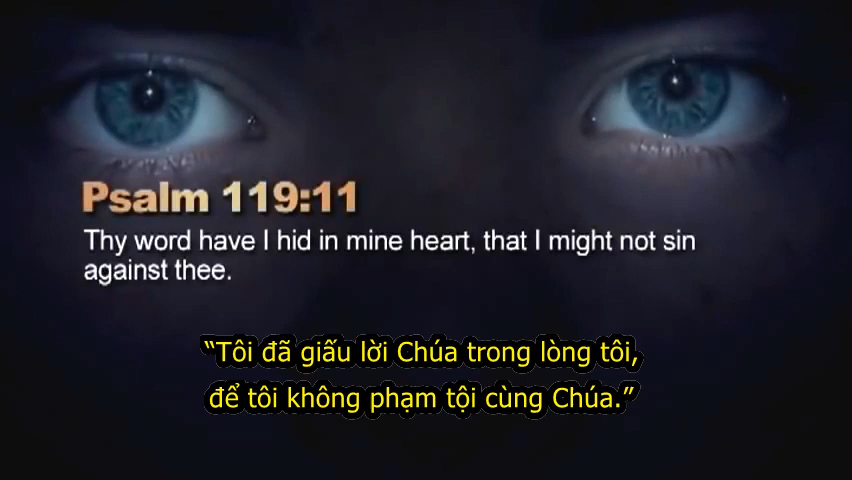 Psalm 119:11
Thy word have I hid in mine heart, that I might not sin
against thee.
“Tôi đã giấu lời Chúa trong lòng tôi,
để tôi không phạm tội cùng Chúa.”